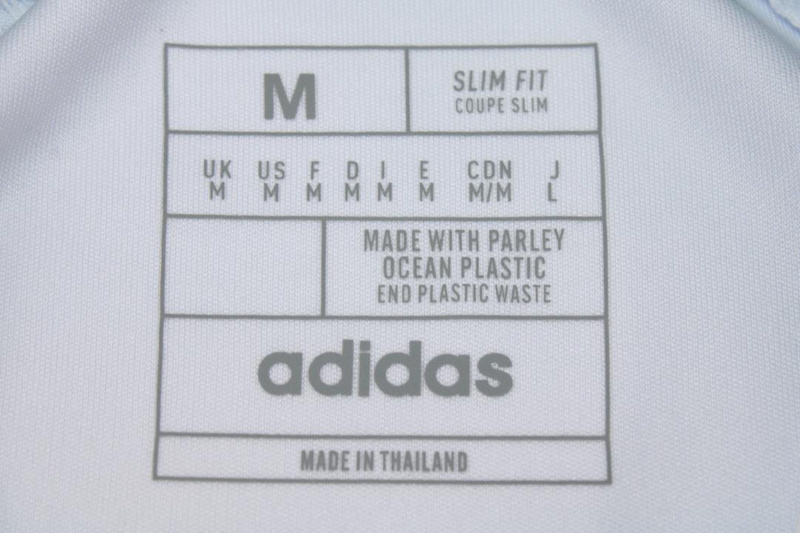 M
SLIM FIT
COUPE SLIM
UK US F D I E CDN J
M M M M M M M/M L
MADE WITH PARLEY
OCEAN PLASTIC
END PLASTIC WASTE
adidas
MADE IN THAILAND